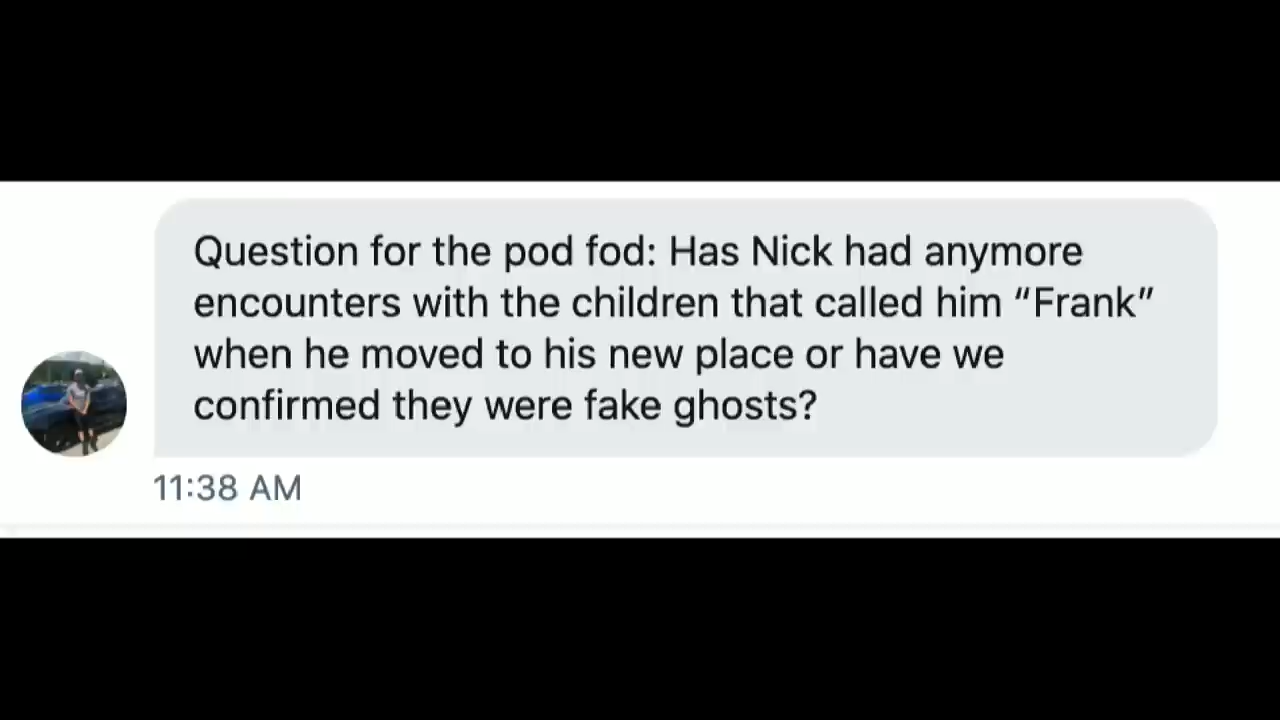 Question for the pod fod: Has Nick had anymore
encounters with the children that called him “Frank”
when he moved to his new place or have we
confirmed they were fake ghosts?
11:38 AM